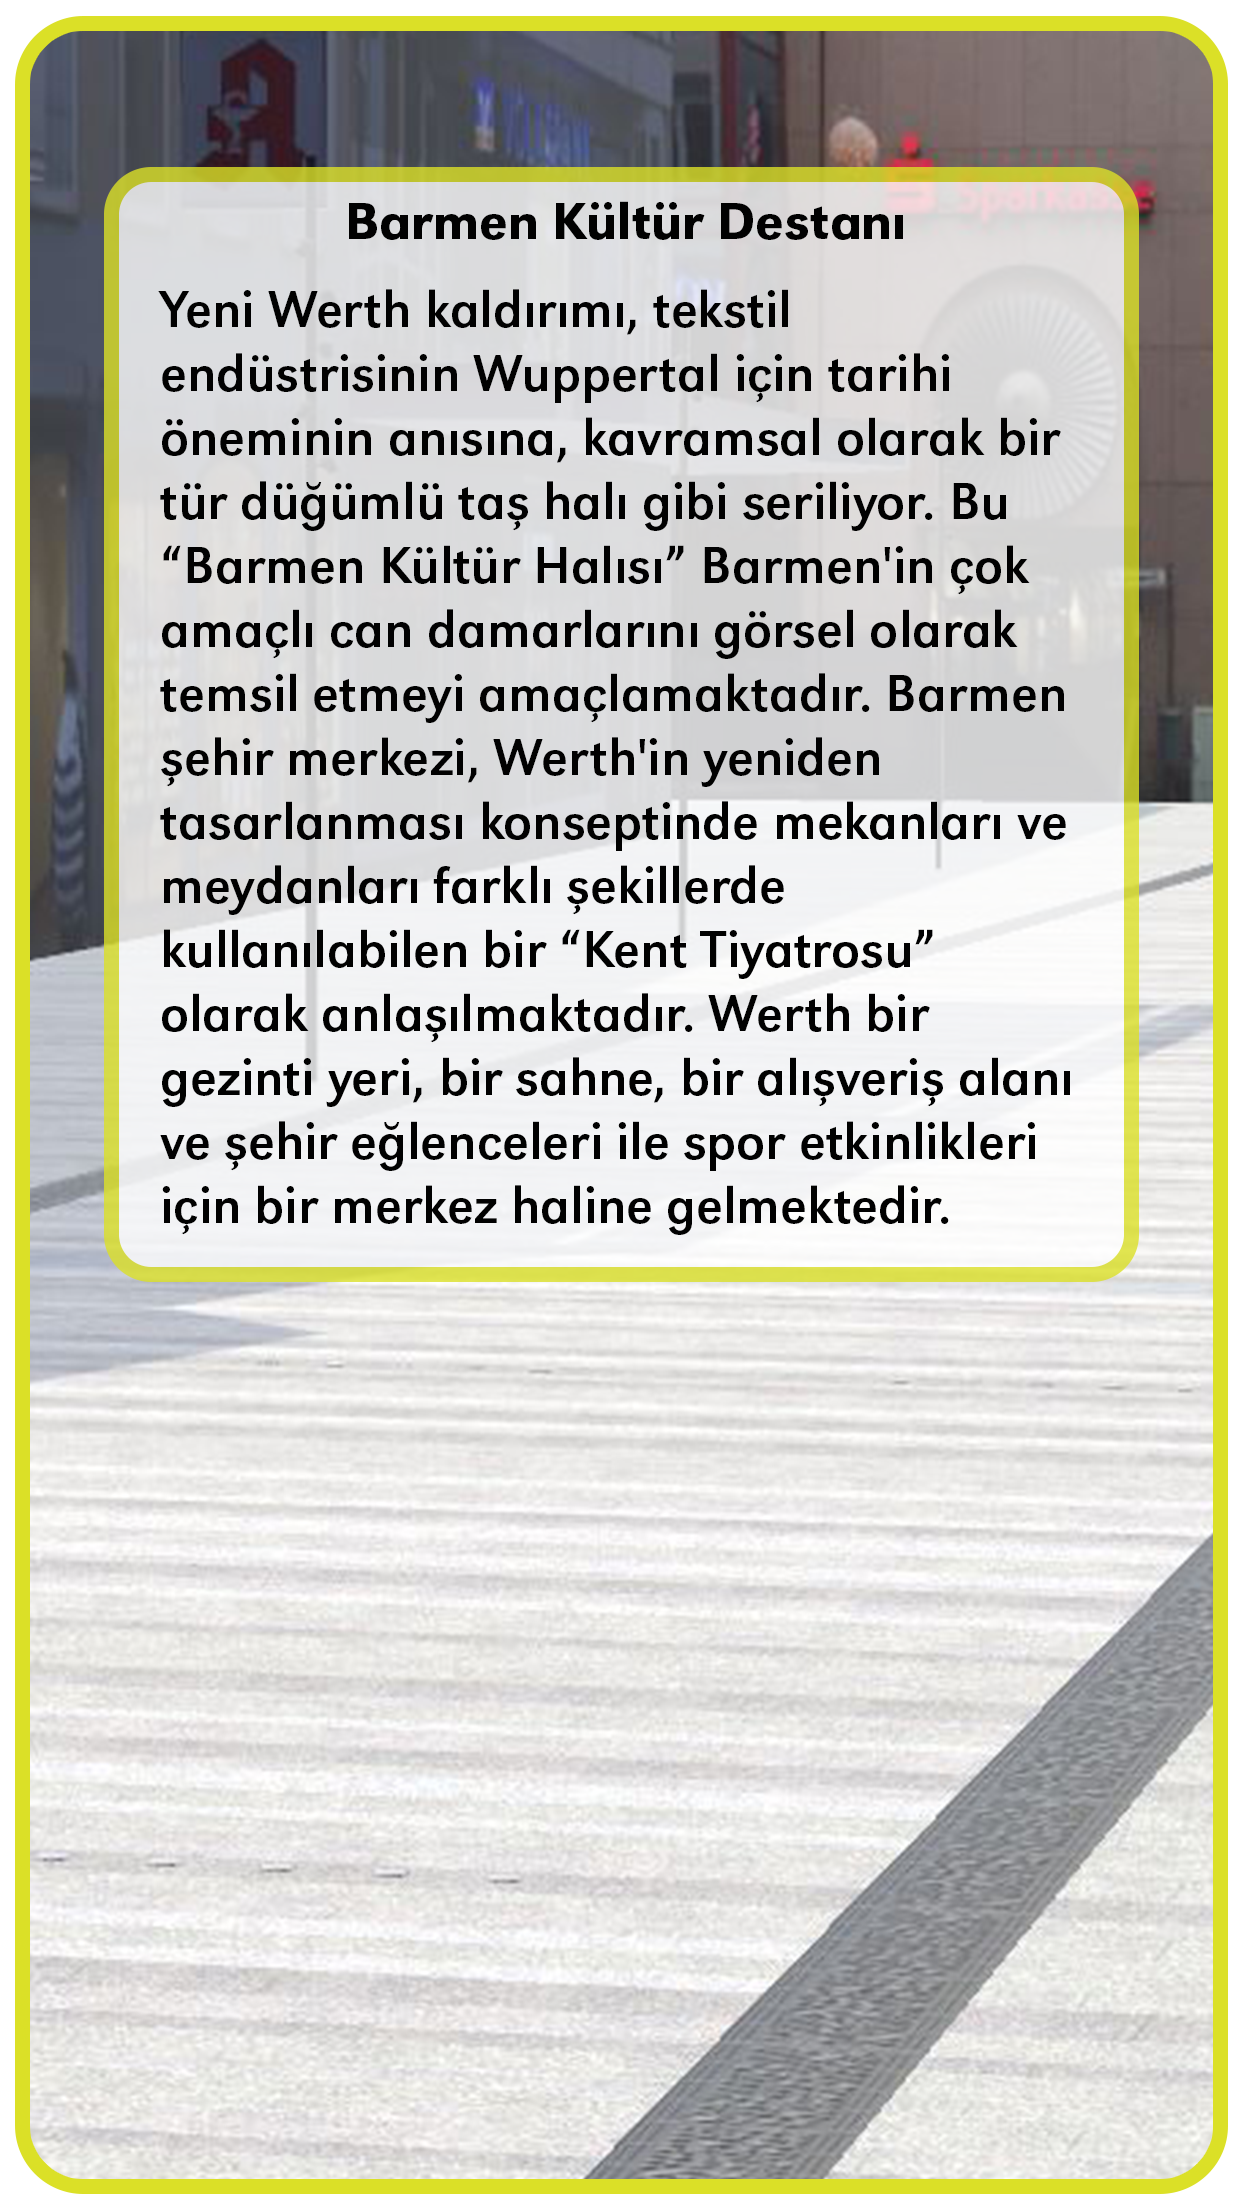 Sparkasse
Barmen Kültür Destanı
Yeni Werth kaldırımı, tekstil
endüstrisinin Wuppertal için tarihi
öneminin anısına, kavramsal olarak bir
tür düğümlü taş halı gibi seriliyor. Bu
“Barmen Kültür Halısı” Barmen'in çok
amaçlı can damarlarını görsel olarak
temsil etmeyi amaçlamaktadır. Barmen
şehir merkezi, Werth'in yeniden
tasarlanması konseptinde mekanları ve
meydanları farklı şekillerde
kullanılabilen bir “Kent Tiyatrosu”
olarak anlaşılmaktadır. Werth bir
gezinti yeri, bir sahne, bir alışveriş alanı
ve şehir eğlenceleri ile spor etkinlikleri
için bir merkez haline gelmektedir.